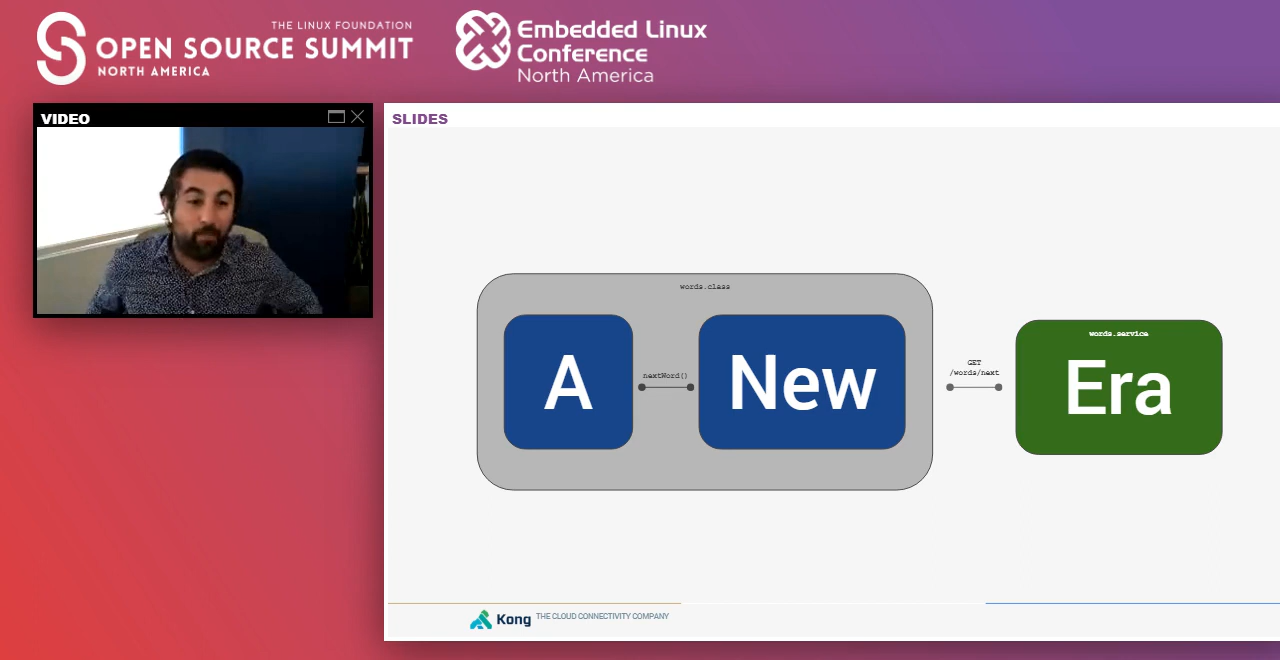 THE LINUX FOUNDATION
OPEN SOURCE SUMMIT
NORTH AMERICA
Embedded Linux
Conference
North America
VIDEO
SLIDES
words.class
A
nextWord()
New
GET
/words/next
words.service
Era
Kong THE CLOUD CONNECTIVITY COMPANY